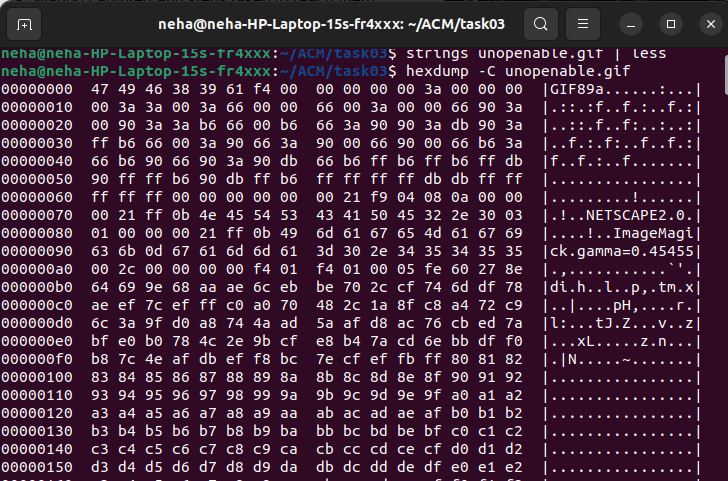 neha@neha-HP-Laptop-15s-fr4xxx: ~/ACM/task03
neha@neha-HP-Laptop-15s-fr4xxx:~/ACM/task03$ strings unopenable.gif | less
neha@neha-HP-Laptop-15s-fr4xxx:~/ACM/task03$ hexdump -C unopenable.gif
00000000  47 49 46 38 39 61 f4 00  00 00 00 00 3a 00 00 00  |GIF89a......:...|
00000010  00 3a 3a 00 3a 66 00 00  00 66 00 3a 00 00 66 90 3a  |.::.:f..f.:..f.:|
00000020  00 90 3a 3a b6 66 00 b6  66 3a 90 90 3a db 90 3a  |..::.f..f:..:..:|
00000030  ff b6 66 00 3a 90 66 3a  90 00 66 90 00 66 b6 3a  |..f.:.f:..f..f.:|
00000040  66 b6 90 66 90 3a 90 db  66 b6 ff b6 ff b6 ff db  |f..f.:..f.......|
00000050  90 ff ff b6 90 db ff b6  ff ff ff ff db db ff ff  |................|
00000060  ff ff ff 00 00 00 00 00  00 21 f9 04 08 0a 00 00  |.........!......|
00000070  00 21 ff 0b 4e 45 54 53  43 41 50 45 32 2e 30 03  |.!..NETSCAPE2.0.|
00000080  01 00 00 00 21 ff 0b 49  6d 61 67 65 4d 61 67 69  |....!..ImageMagi|
00000090  63 6b 0d 67 61 6d 6d 61  3d 30 2e 34 35 34 35 35  |ck.gamma=0.45455|
000000a0  00 2c 00 00 00 00 f4 01  f4 01 00 05 fe 60 27 8e  |.,...........`'.|
000000b0  64 69 9e 68 aa ae 6c eb  be 70 2c cf 74 6d df 78  |di.h..l..p,.tm.x|
000000c0  ae ef 7c ef ff c0 a0 70  48 2c 1a 8f c8 a4 72 c9  |..|....pH,....r.|
000000d0  6c 3a 9f d0 a8 74 4a ad  5a af d8 ac 76 cb ed 7a  |l:...tJ.Z...v..z|
000000e0  bf e0 b0 78 4c 2e 9b cf  e8 b4 7a cd 6e bb df f0  |...xL.....z.n...|
000000f0  b8 7c 4e af db ef f8 bc  7e cf ef fb ff 80 81 82  |.|N.....~.......|
00000100  83 84 85 86 87 88 89 8a  8b 8c 8d 8e 8f 90 91 92  |................|
00000110  93 94 95 96 97 98 99 9a  9b 9c 9d 9e 9f a0 a1 a2  |................|
00000120  a3 a4 a5 a6 a7 a8 a9 aa  ab ac ad ae af b0 b1 b2  |................|
00000130  b3 b4 b5 b6 b7 b8 b9 ba  bb bc bd be bf c0 c1 c2  |................|
00000140  c3 c4 c5 c6 c7 c8 c9 ca  cb cc cd ce cf d0 d1 d2  |................|
00000150  d3 d4 d5 d6 d7 d8 d9 da  db dc dd de df e0 e1 e2  |................|